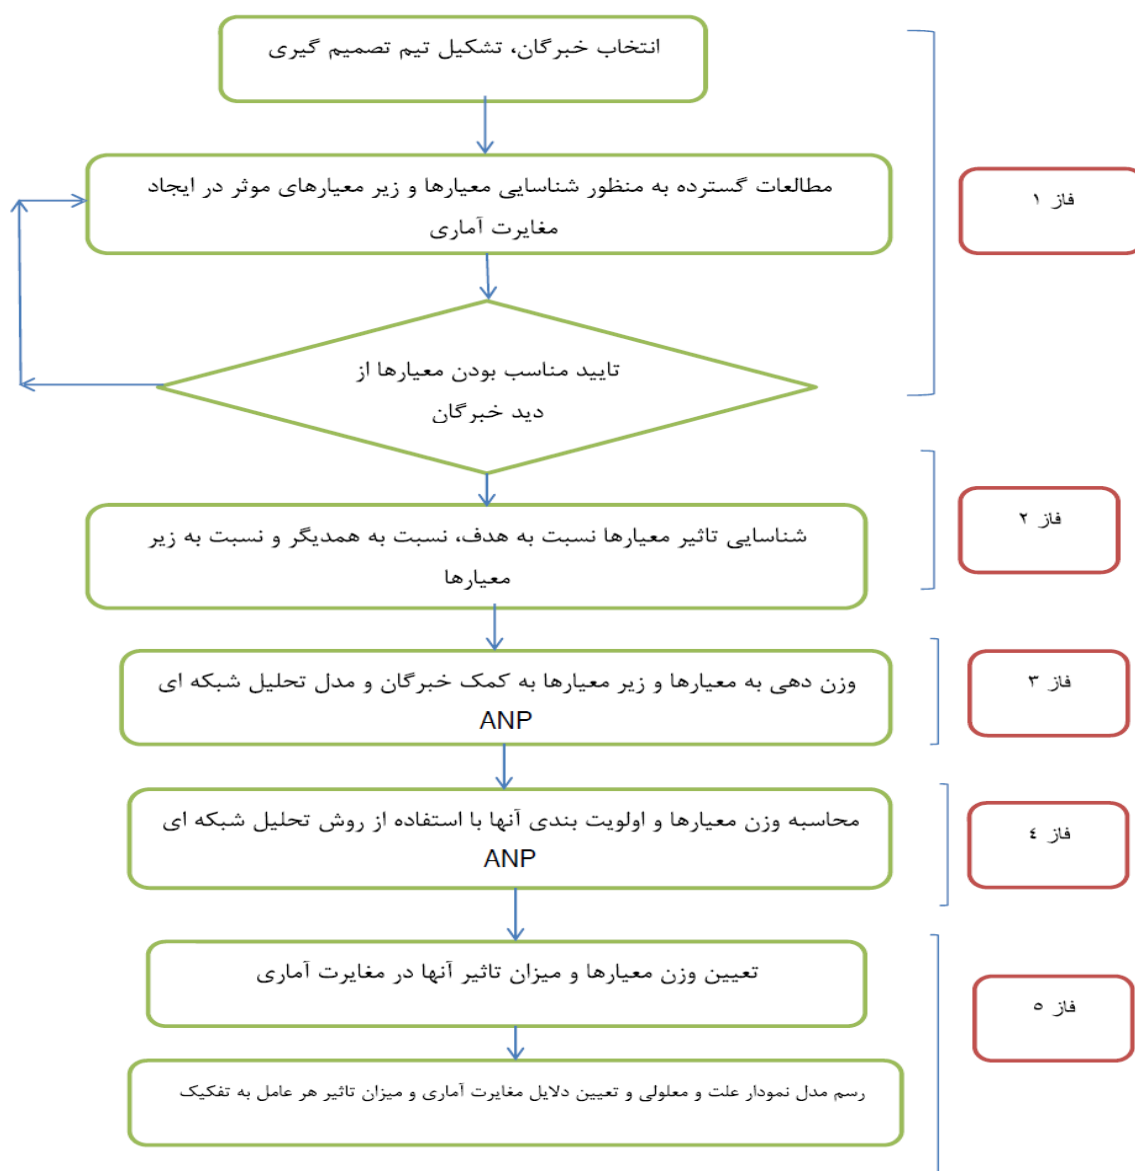 انتخاب خبرگان، تشکیل تیم تصمیم گیری
مطالعات گسترده به منظور شناسایی معیارها و زیر معیارهای موثر در ایجاد
مغایرت آماری
فاز ۱
تایید مناسب بودن معیارها از
دید خبرگان
شناسایی تاثیر معیارها نسبت به هدف، نسبت به همدیگر و نسبت به زیر
معیارها
فاز ۲
وزن دهی به معیارها و زیر معیارها به کمک خبرگان و مدل تحلیل شبکه ای
ANP
فاز ۳
محاسبه وزن معیارها و اولویت بندی آنها با استفاده از روش تحلیل شبکه ای
ANP
فاز ٤
تعیین وزن معیارها و میزان تاثیر آنها در مغایرت آماری
فاز ٥
رسم مدل نمودار علت و معلولی و تعیین دلایل مغایرت آماری و میزان تاثیر هر عامل به تفکیک